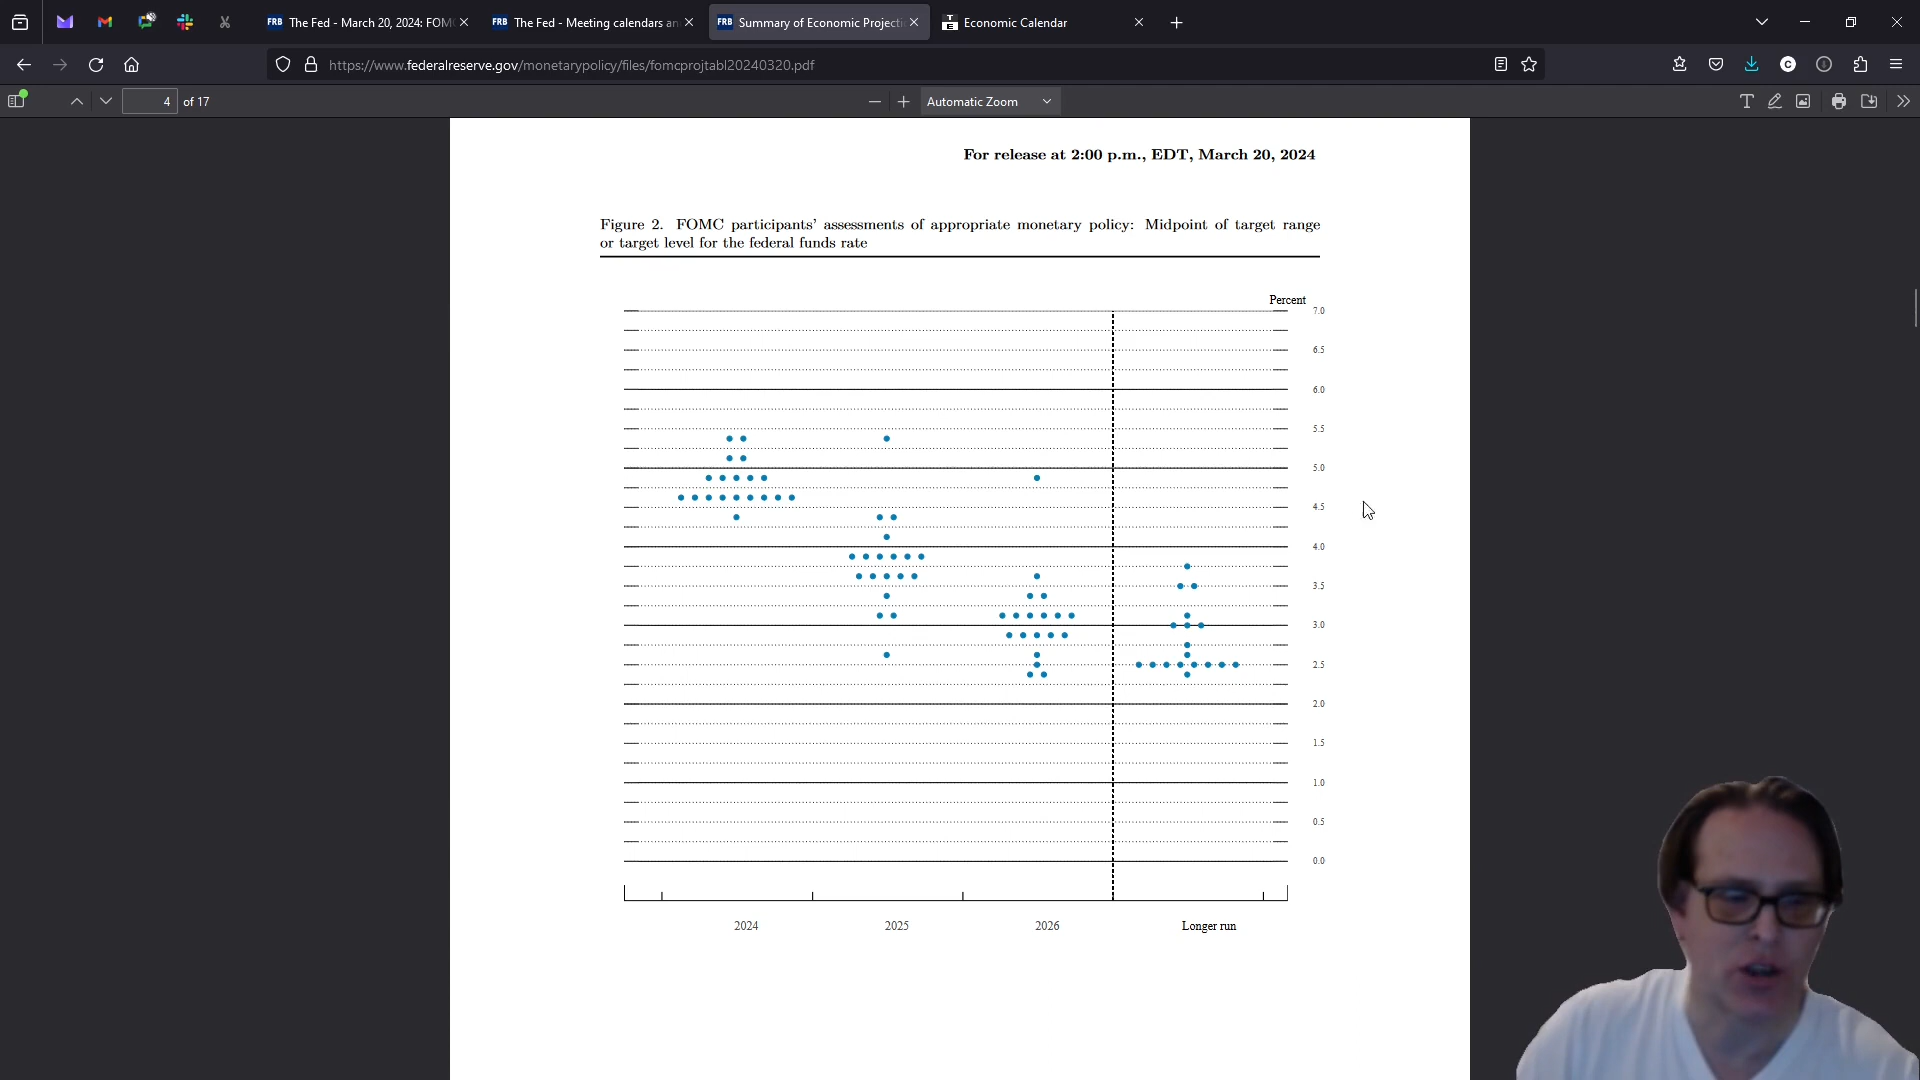 The Fed - March 20, 2024: FOMC
The Fed - Meeting calendars an
Summary of Economic Projecti
Economic Calendar
https://www.federalreserve.gov/monetarypolicy/files/fomcprojtabl20240320.pdf
4 of 17
Automatic Zoom
For release at 2:00 p.m., EDT, March 20, 2024
Figure 2. FOMC participants' assessments of appropriate monetary policy: Midpoint of target range
or target level for the federal funds rate
Percent
7.0
6.5
6.0
5.5
5.0
4.5
4.0
3.5
3.0
2.5
2.0
1.5
1.0
0.5
0.0
2024 2025 2026 Longer run